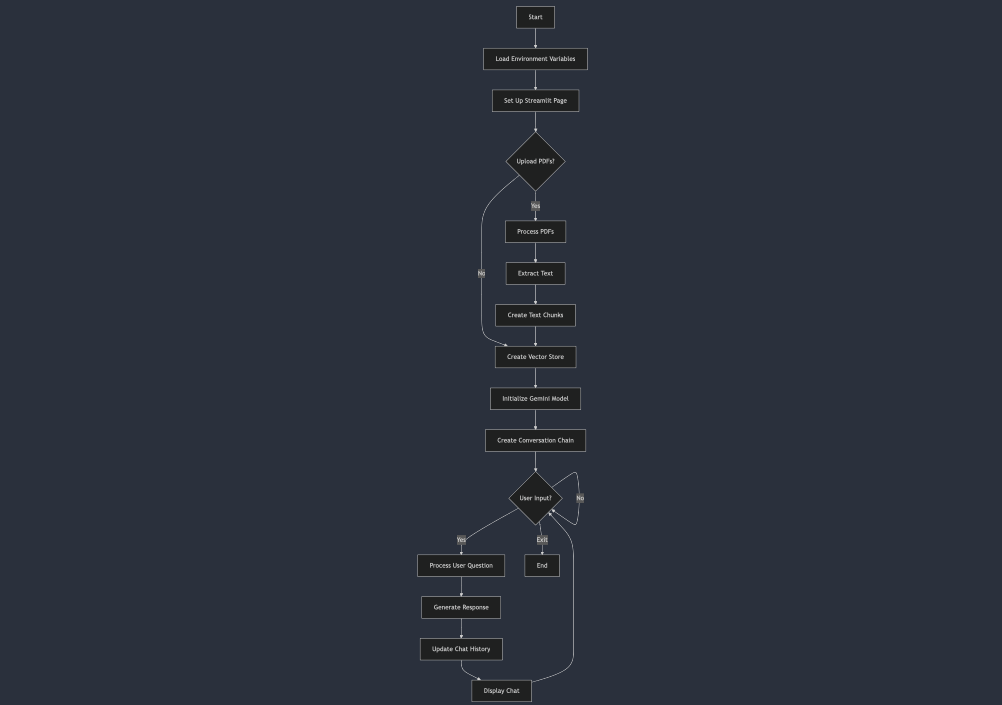 Start
Load Environment Variables
Set Up Streamlit Page
Upload PDFs?
Yes
Process PDFs
No
Extract Text
Create Text Chunks
Create Vector Store
Initialize Gemini Model
Create Conversation Chain
User Input?
No
Yes
Exit
Process User Question
End
Generate Response
Update Chat History
Display Chat